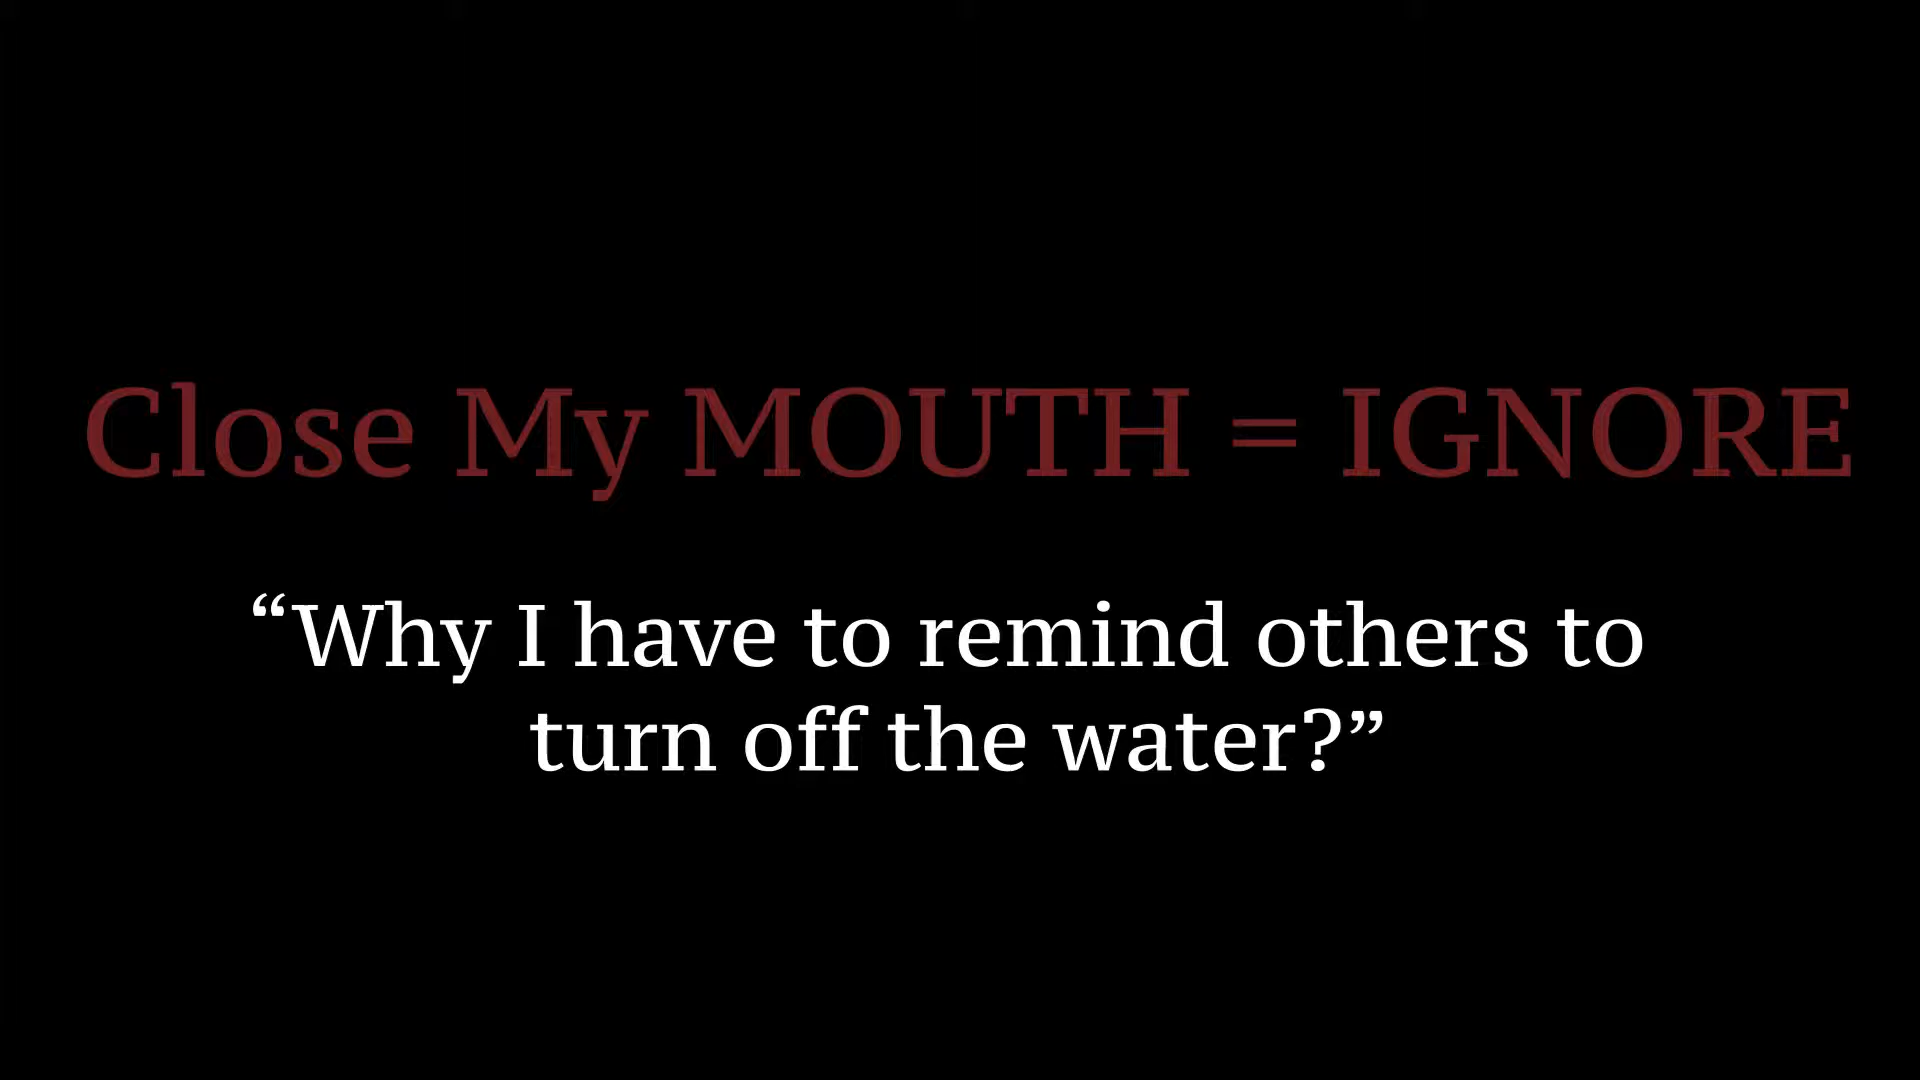 Close My MOUTH = IGNORE
“Why I have to remind others to
turn off the water?”